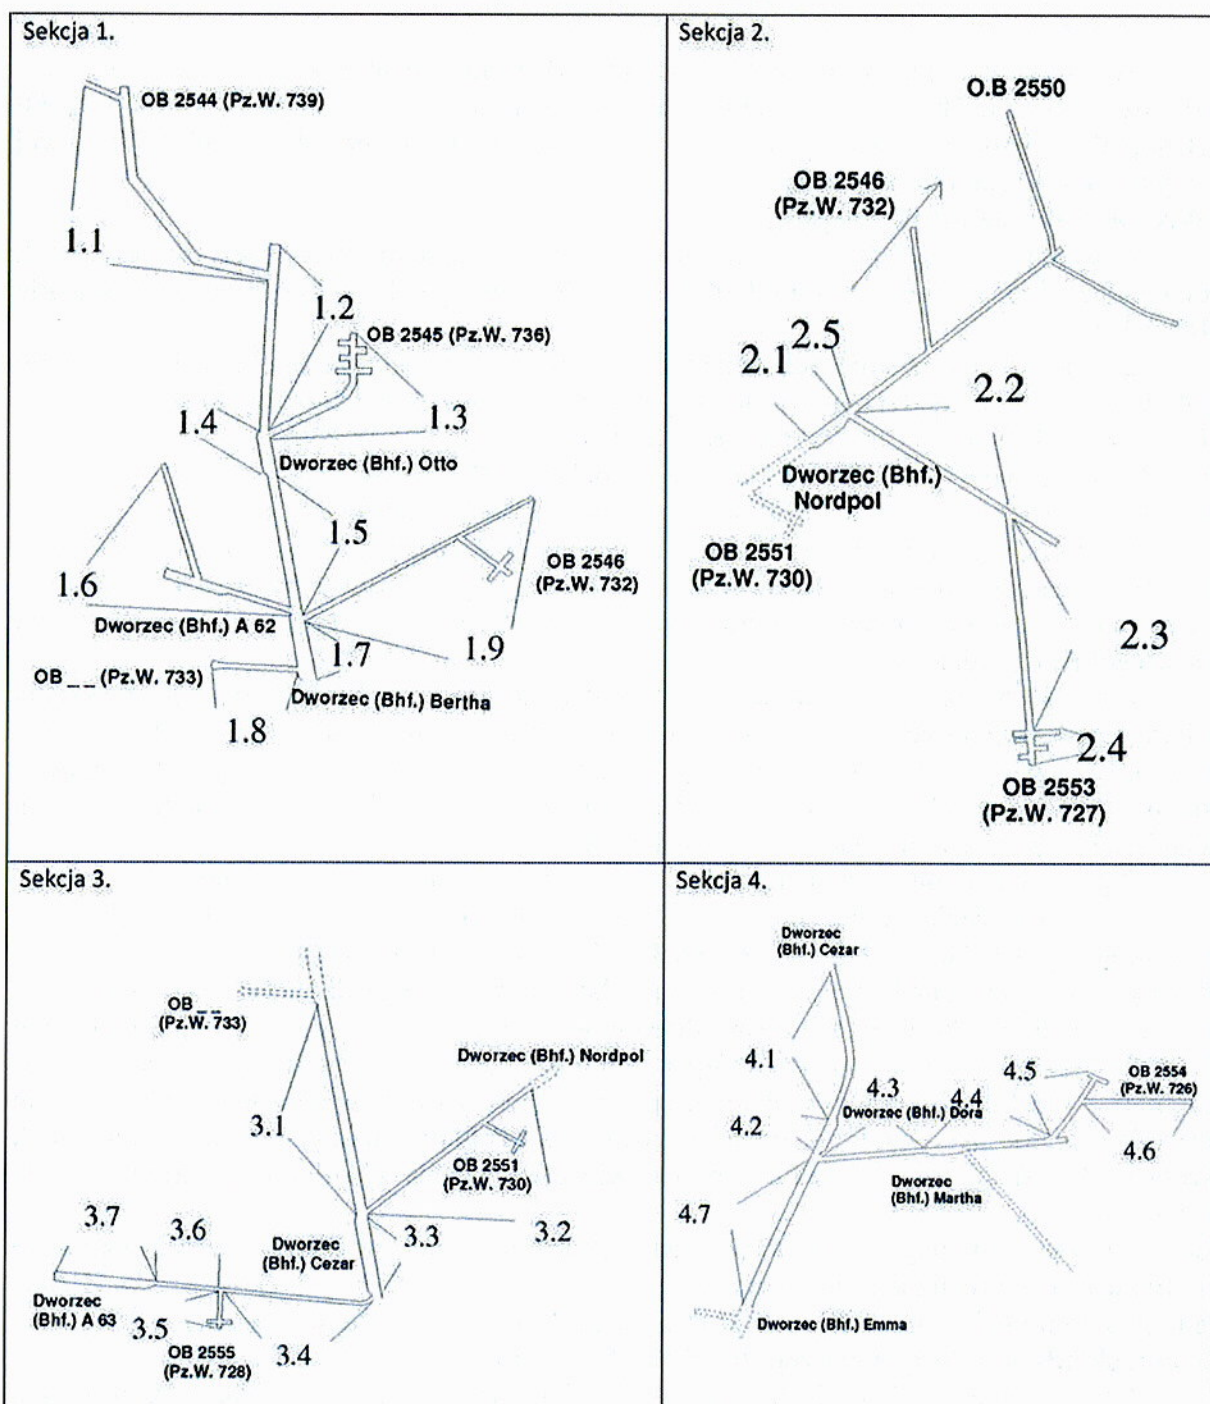 Sekcja 1.
OB 2544 (Pz.W. 739)
1.1
1.2
OB 2545 (Pz.W. 736)
1.4
1.3
Dworzec (Bhf.) Otto
1.5
1.6
OB 2546
(Pz.W. 732)
Dworzec (Bhf.) A 62
1.7
1.9
OB _ _ (Pz.W. 733)
Dworzec (Bhf.) Bertha
1.8
Sekcja 2.
O.B 2550
OB 2546
(Pz.W. 732)
2.5
2.1
2.2
Dworzec (Bhf.)
Nordpol
OB 2551
(Pz.W. 730)
2.3
2.4
OB 2553
(Pz.W. 727)
Sekcja 3.
OB _ _
(Pz.W. 733)
Dworzec (Bhf.) Nordpol
3.1
OB 2551
(Pz.W. 730)
3.7
3.6
3.3
3.2
Dworzec
(Bhf.) Cezar
Dworzec
(Bhf.) A 63
3.5
OB 2555
(Pz.W. 728)
3.4
Sekcja 4.
Dworzec
(Bhf.) Cezar
4.1
4.3
4.4
4.5
OB 2554
(Pz.W. 726)
Dworzec (Bhf.) Dora
4.2
4.6
Dworzec
(Bhf.) Martha
4.7
Dworzec (Bhf.) Emma